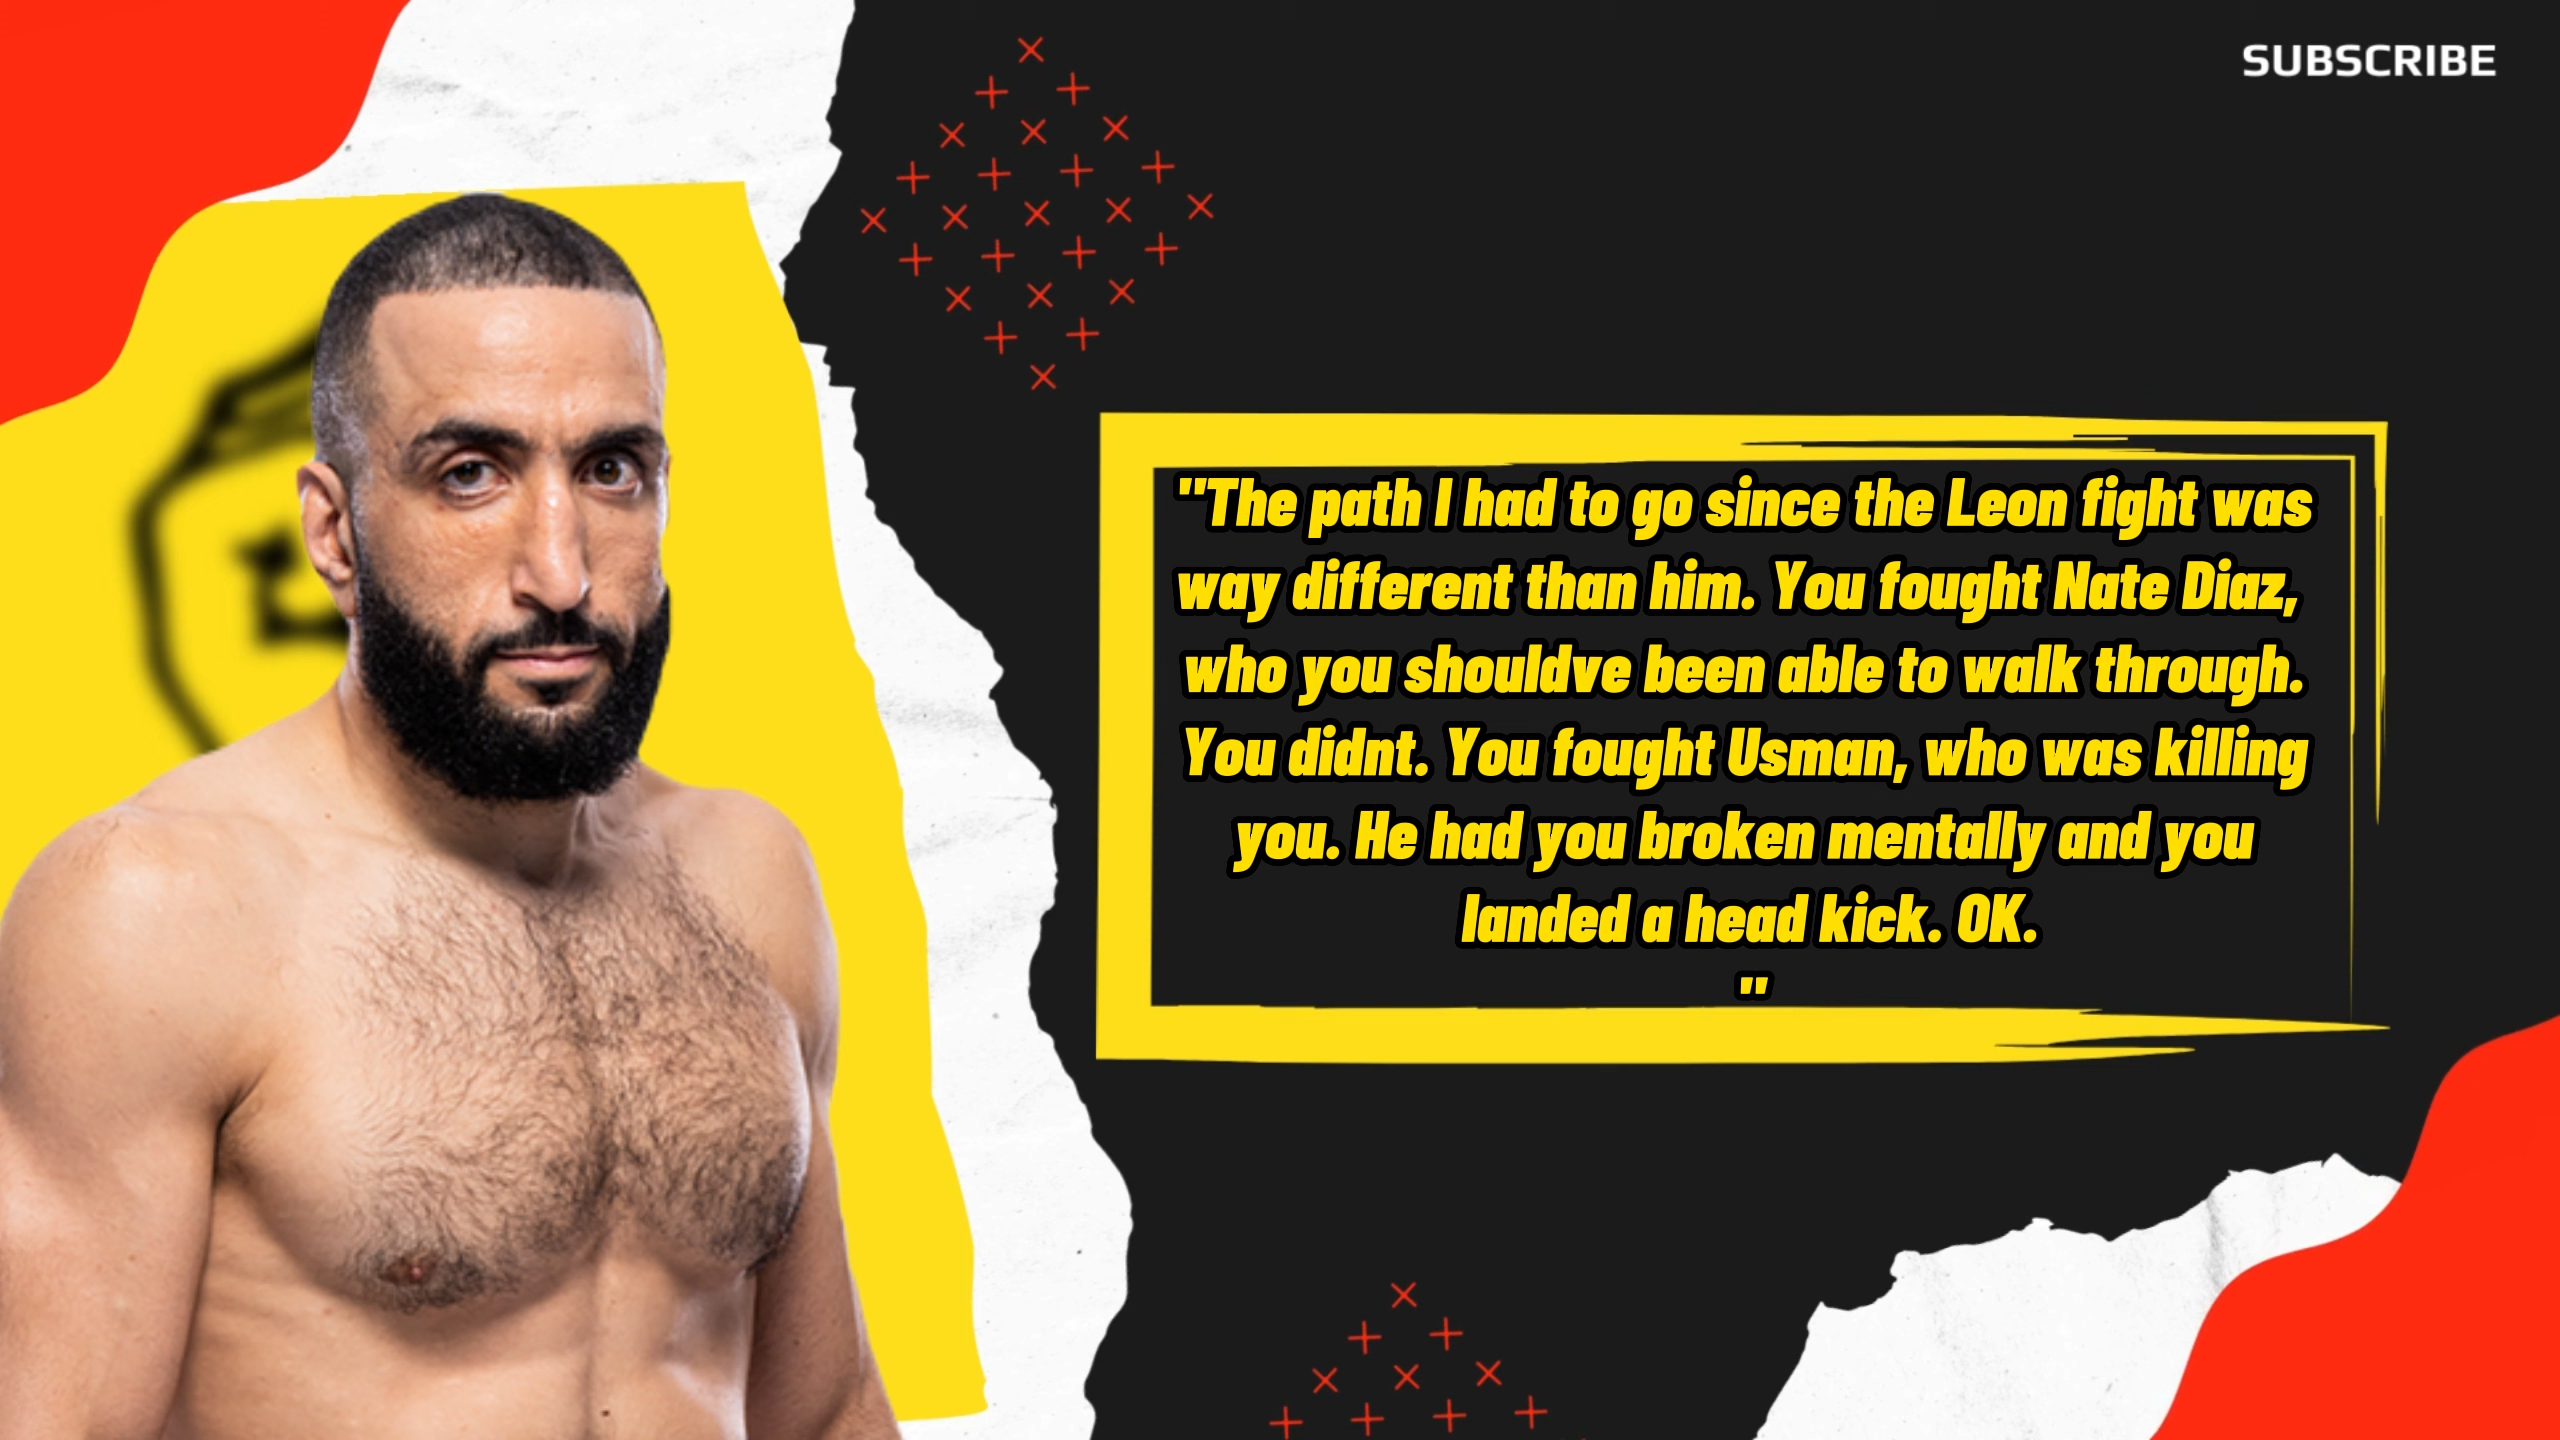 SUBSCRIBE
"The path I had to go since the Leon fight was
way different than him. You fought Nate Diaz,
who you shouldve been able to walk through.
You didnt. You fought Usman, who was killing
you. He had you broken mentally and you
landed a head kick. OK.
"